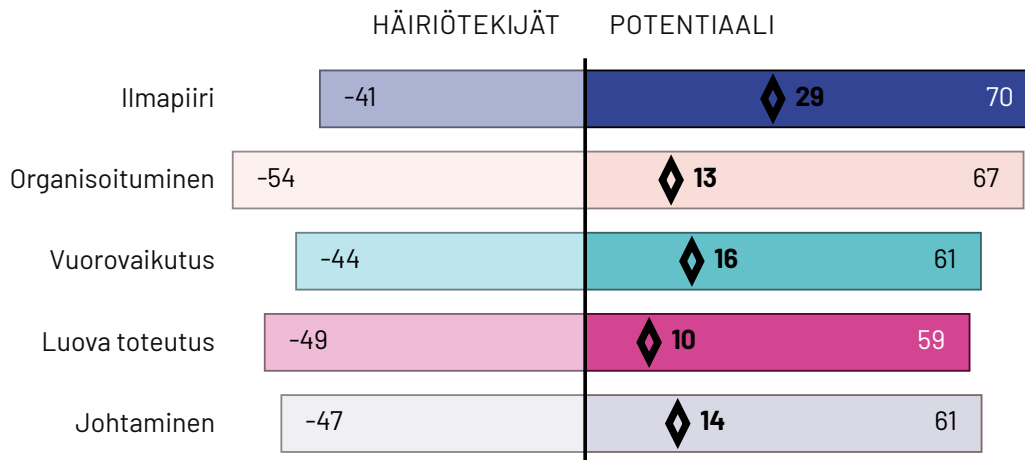 HÄIRIÖTEKIJÄT POTENTIAALI
Ilmapiiri -41 29 70
Organisoituminen -54 13 67
Vuorovaikutus -44 16 61
Luova toteutus -49 10 59
Johtaminen -47 14 61